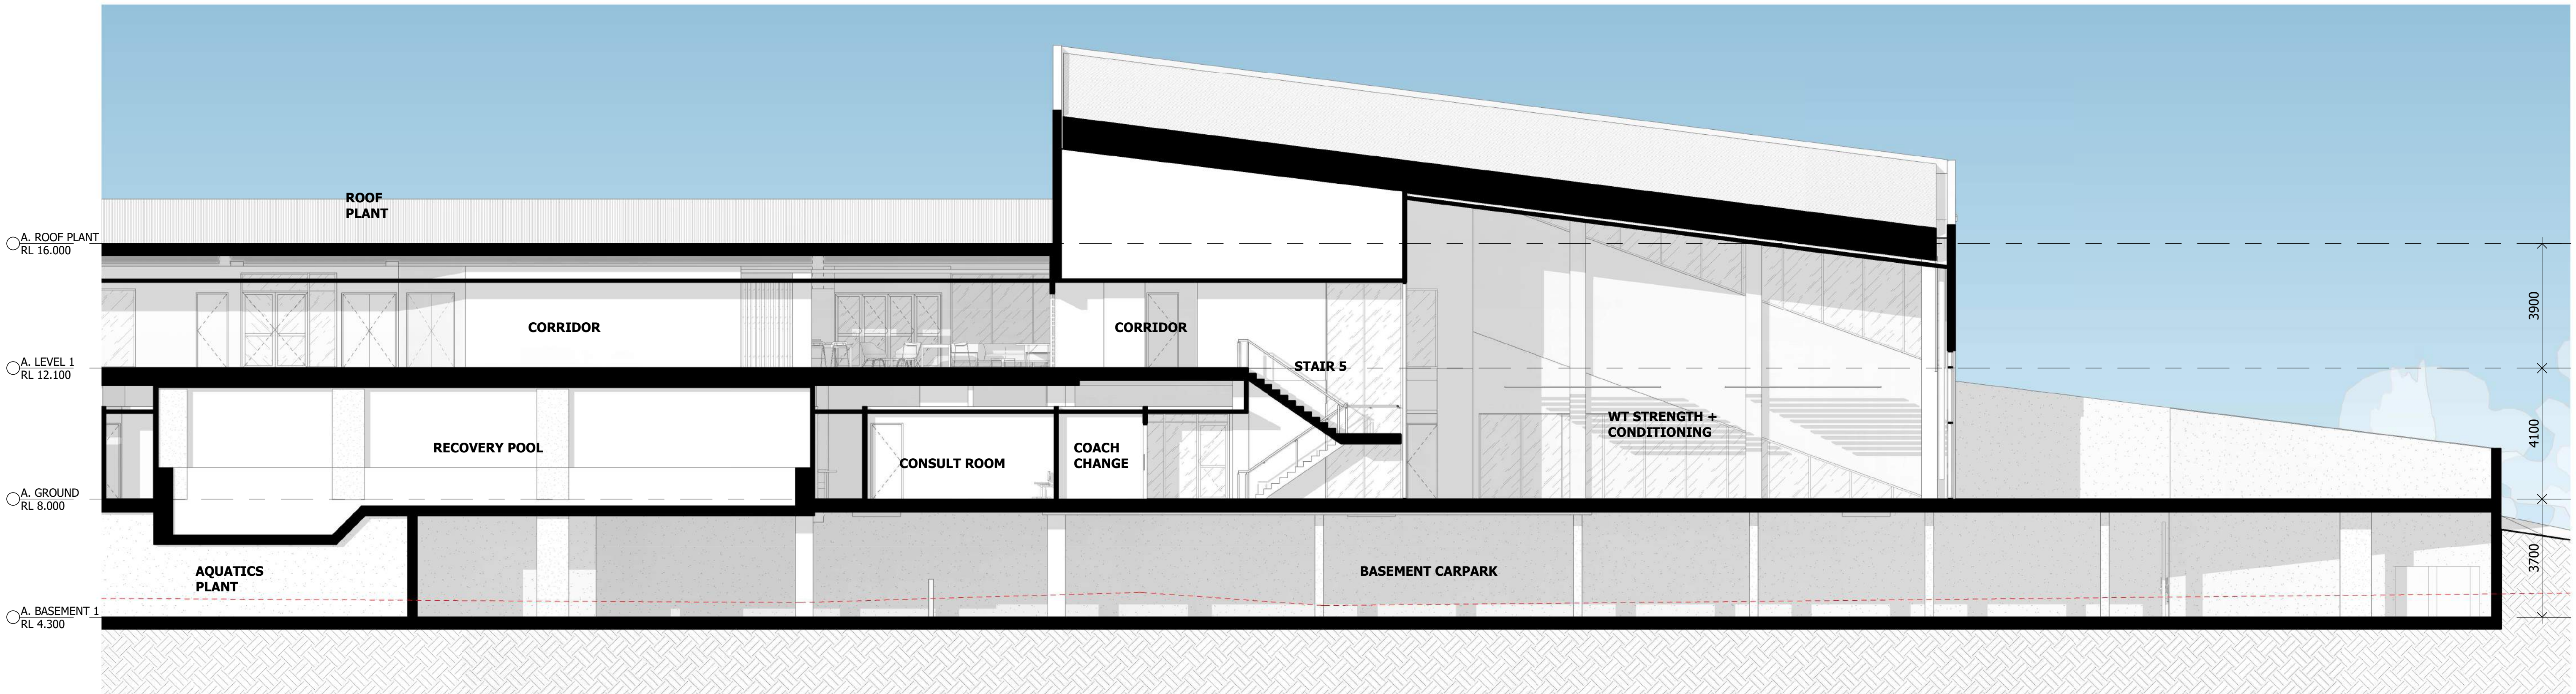 ROOF
PLANT
A. ROOF PLANT
RL 16.000
3900
CORRIDOR
CORRIDOR
A. LEVEL 1
RL 12.100
STAIR 5
WT STRENGTH +
CONDITIONING
4100
RECOVERY POOL
COACH
CHANGE
CONSULT ROOM
A. GROUND
RL 8.000
3700
AQUATICS
PLANT
BASEMENT CARPARK
A. BASEMENT 1
RL 4.300